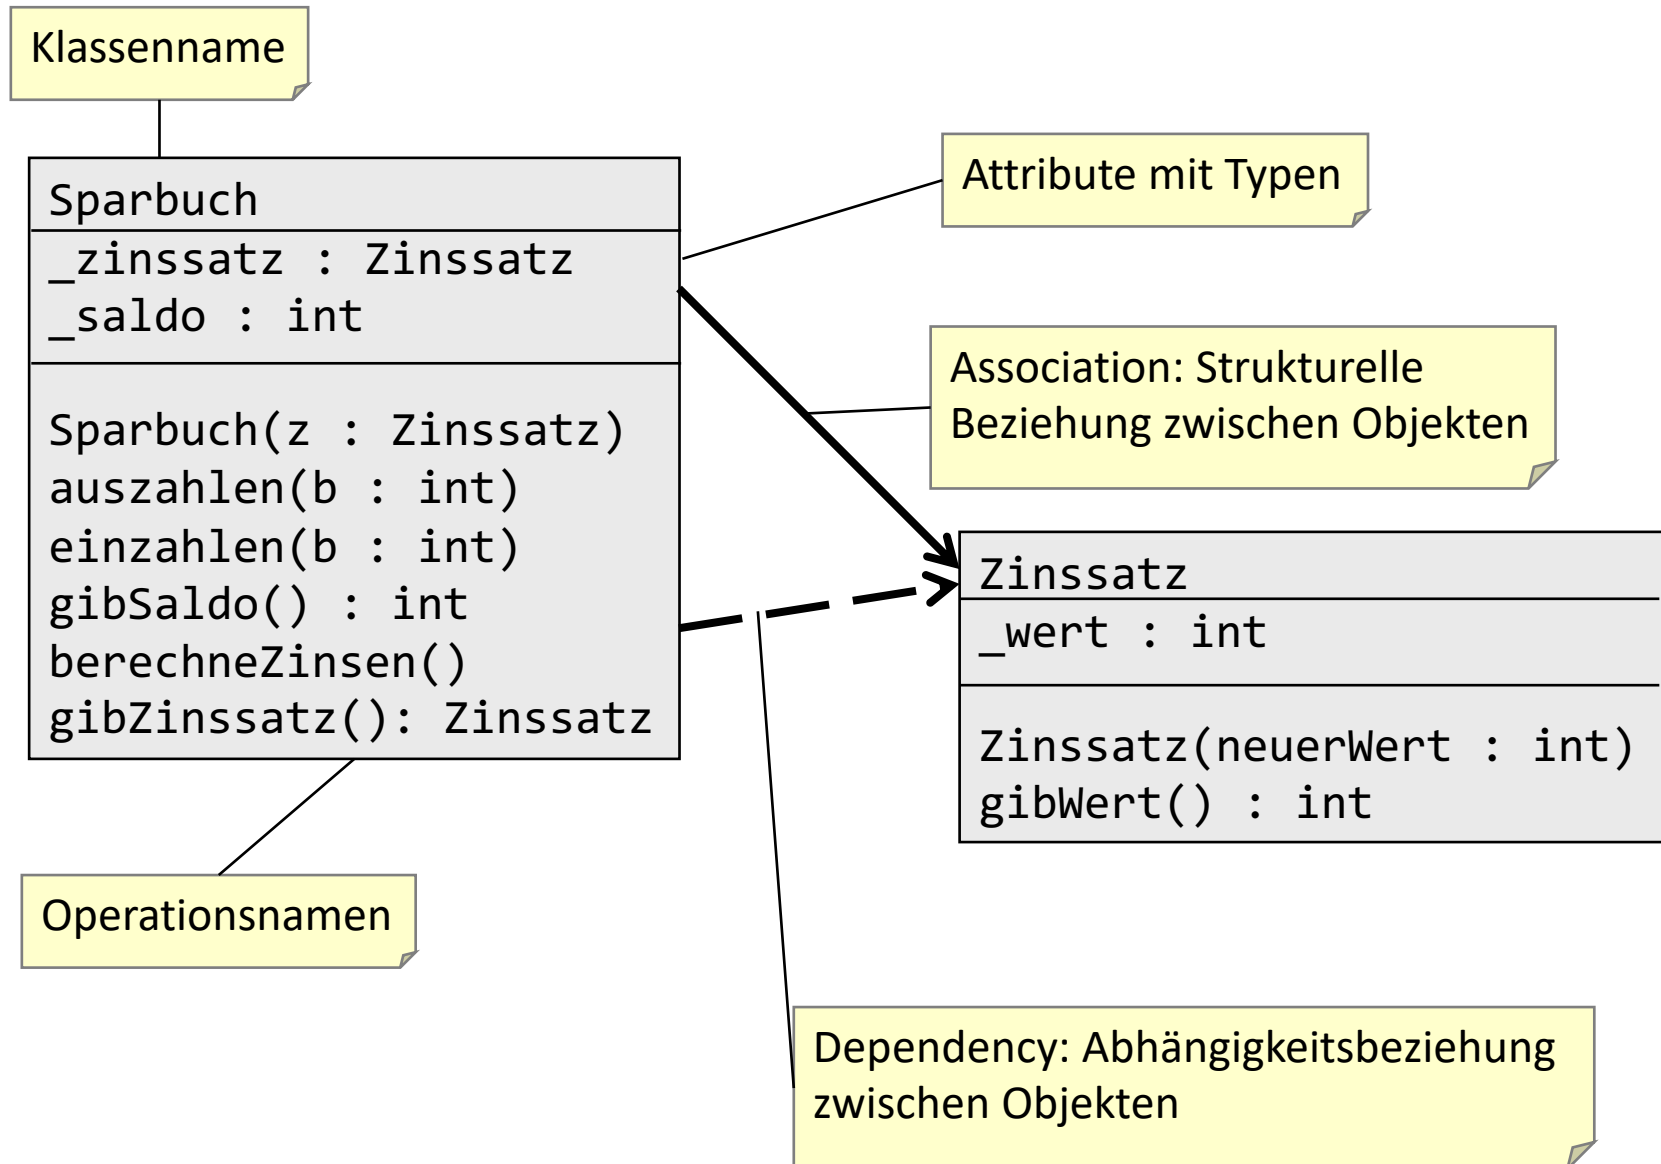 Klassenname
Sparbuch
_zinssatz : Zinssatz
_saldo : int
Sparbuch(z : Zinssatz)
auszahlen(b : int)
einzahlen(b : int)
gibSaldo() : int
berechneZinsen()
gibZinssatz(): Zinssatz
Operationsnamen
Attribute mit Typen
Association: Strukturelle
Beziehung zwischen Objekten
Zinssatz
_wert : int
Zinssatz(neuerWert : int)
gibWert() : int
Dependency: Abhängigkeitsbeziehung
zwischen Objekten